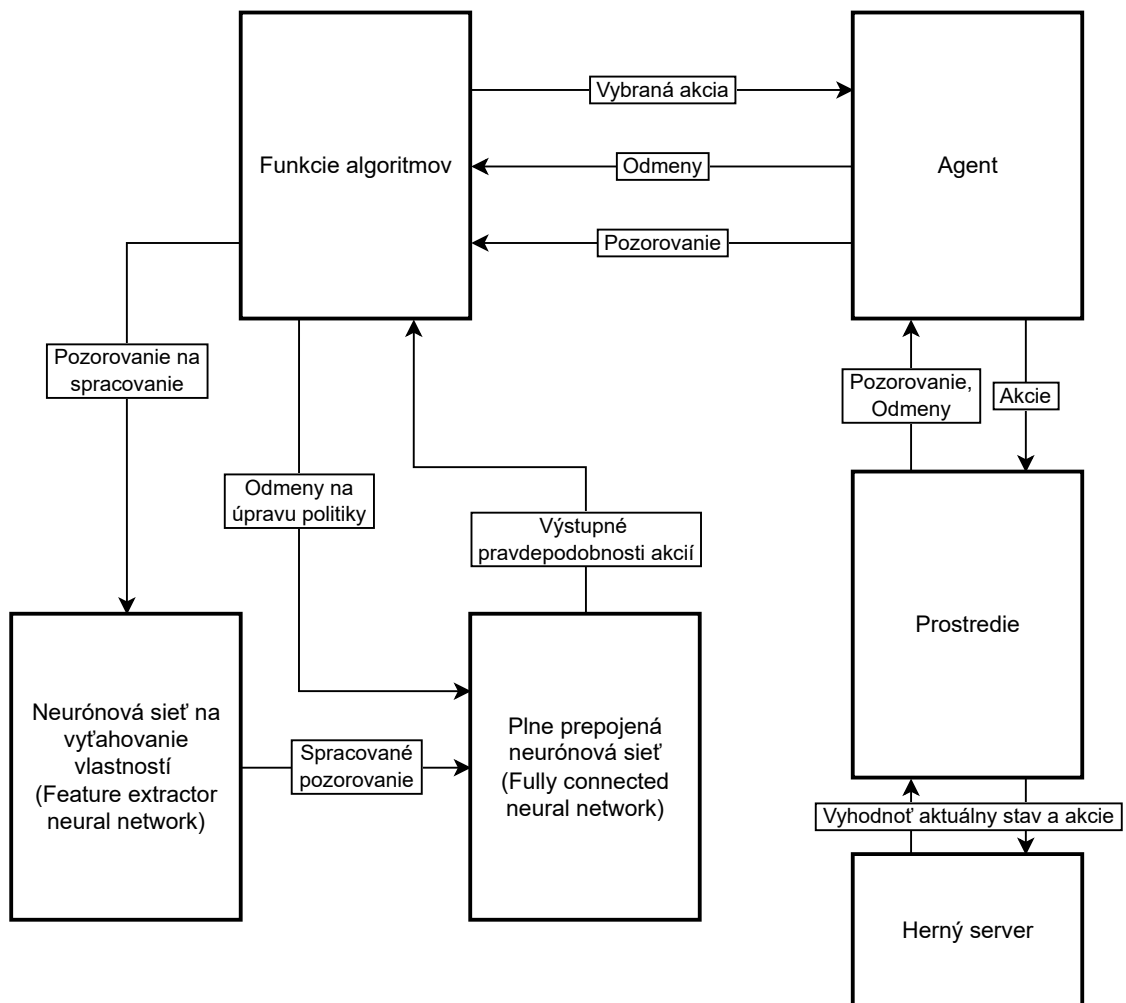 Vybraná akcia
Funkcie algoritmov
Odmeny
Agent
Pozorovanie
Pozorovanie na
spracovanie
Pozorovanie,
Odmeny
Akcie
Odmeny na
úpravu politiky
Výstupné
pravdepodobnosti akcií
Prostredie
Neurónová sieť na
vyťahovanie
vlastností
(Feature extractor
neural network)
Spracované
pozorovanie
Plne prepojená
neurónová sieť
(Fully connected
neural network)
Vyhodnoť aktuálny stav a akcie
Herný server